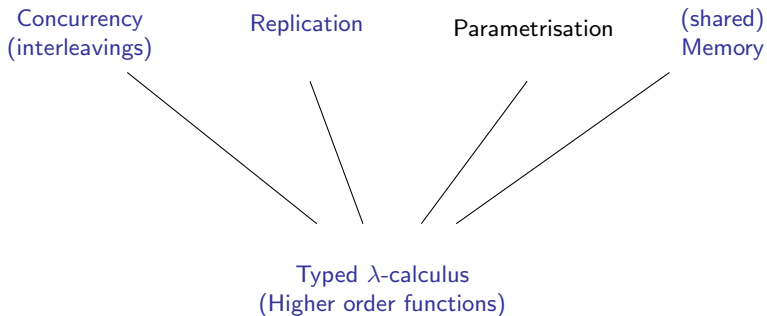 Concurrency
(interleavings)
Replication
Parametrisation
(shared)
Memory
Typed λ-calculus
(Higher order functions)